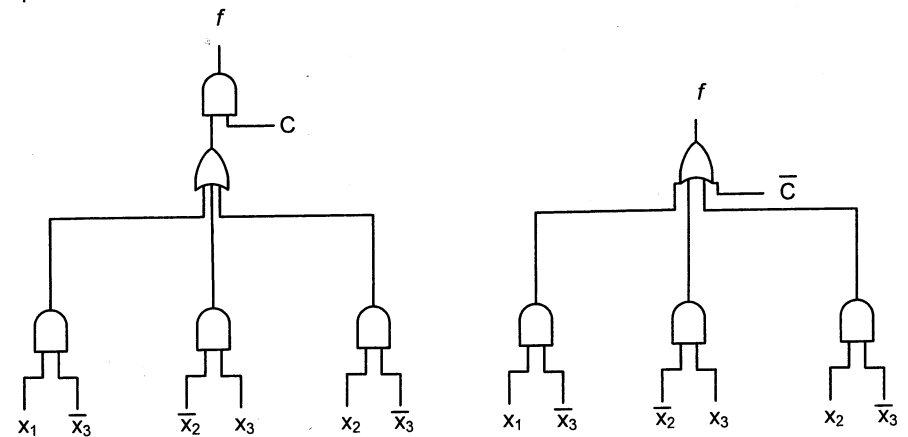 f
C
x₁ x̄₃ x̄₂ x₃ x₂ x̄₃
f
C̄
x₁ x̄₃ x̄₂ x₃ x₂ x̄₃